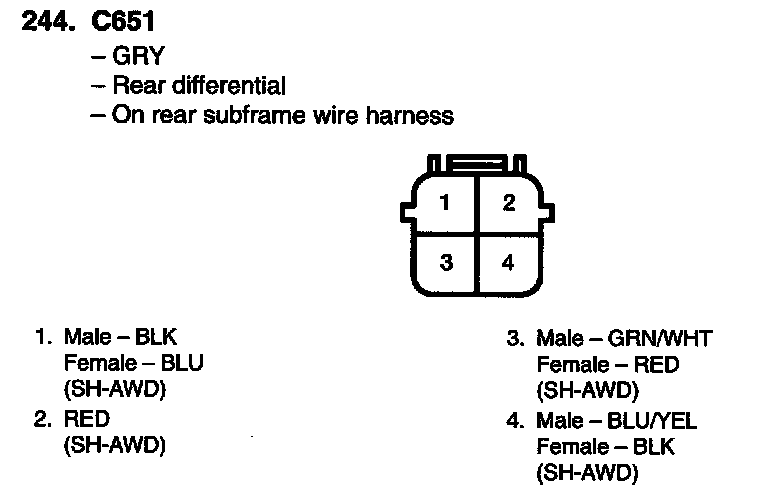 244. C651
– GRY
– Rear differential
– On rear subframe wire harness
1 2
3 4
1. Male – BLK
Female – BLU
(SH-AWD)
2. RED
(SH-AWD)
3. Male – GRN/WHT
Female – RED
(SH-AWD)
4. Male – BLU/YEL
Female – BLK
(SH-AWD)